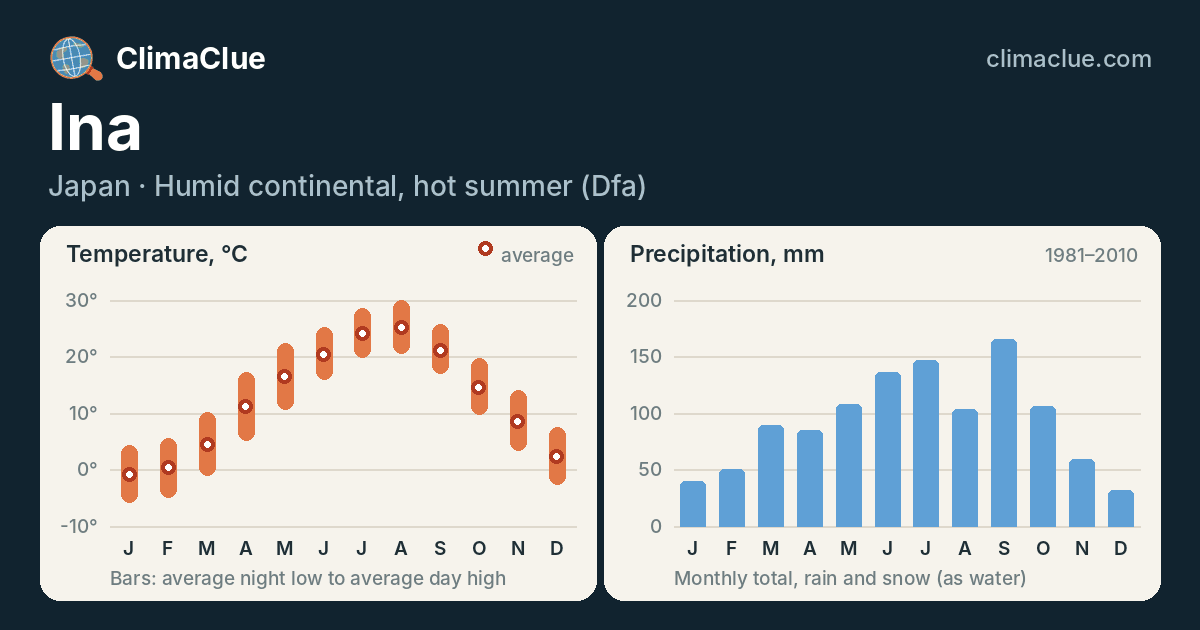 ClimaClue
climaclue.com
Ina
Japan · Humid continental, hot summer (Dfa)
Temperature, °C
average
30°
20°
10°
0°
-10°
J F M A M J J A S O N D
Bars: average night low to average day high
Precipitation, mm
1981–2010
200
150
100
50
0
J F M A M J J A S O N D
Monthly total, rain and snow (as water)